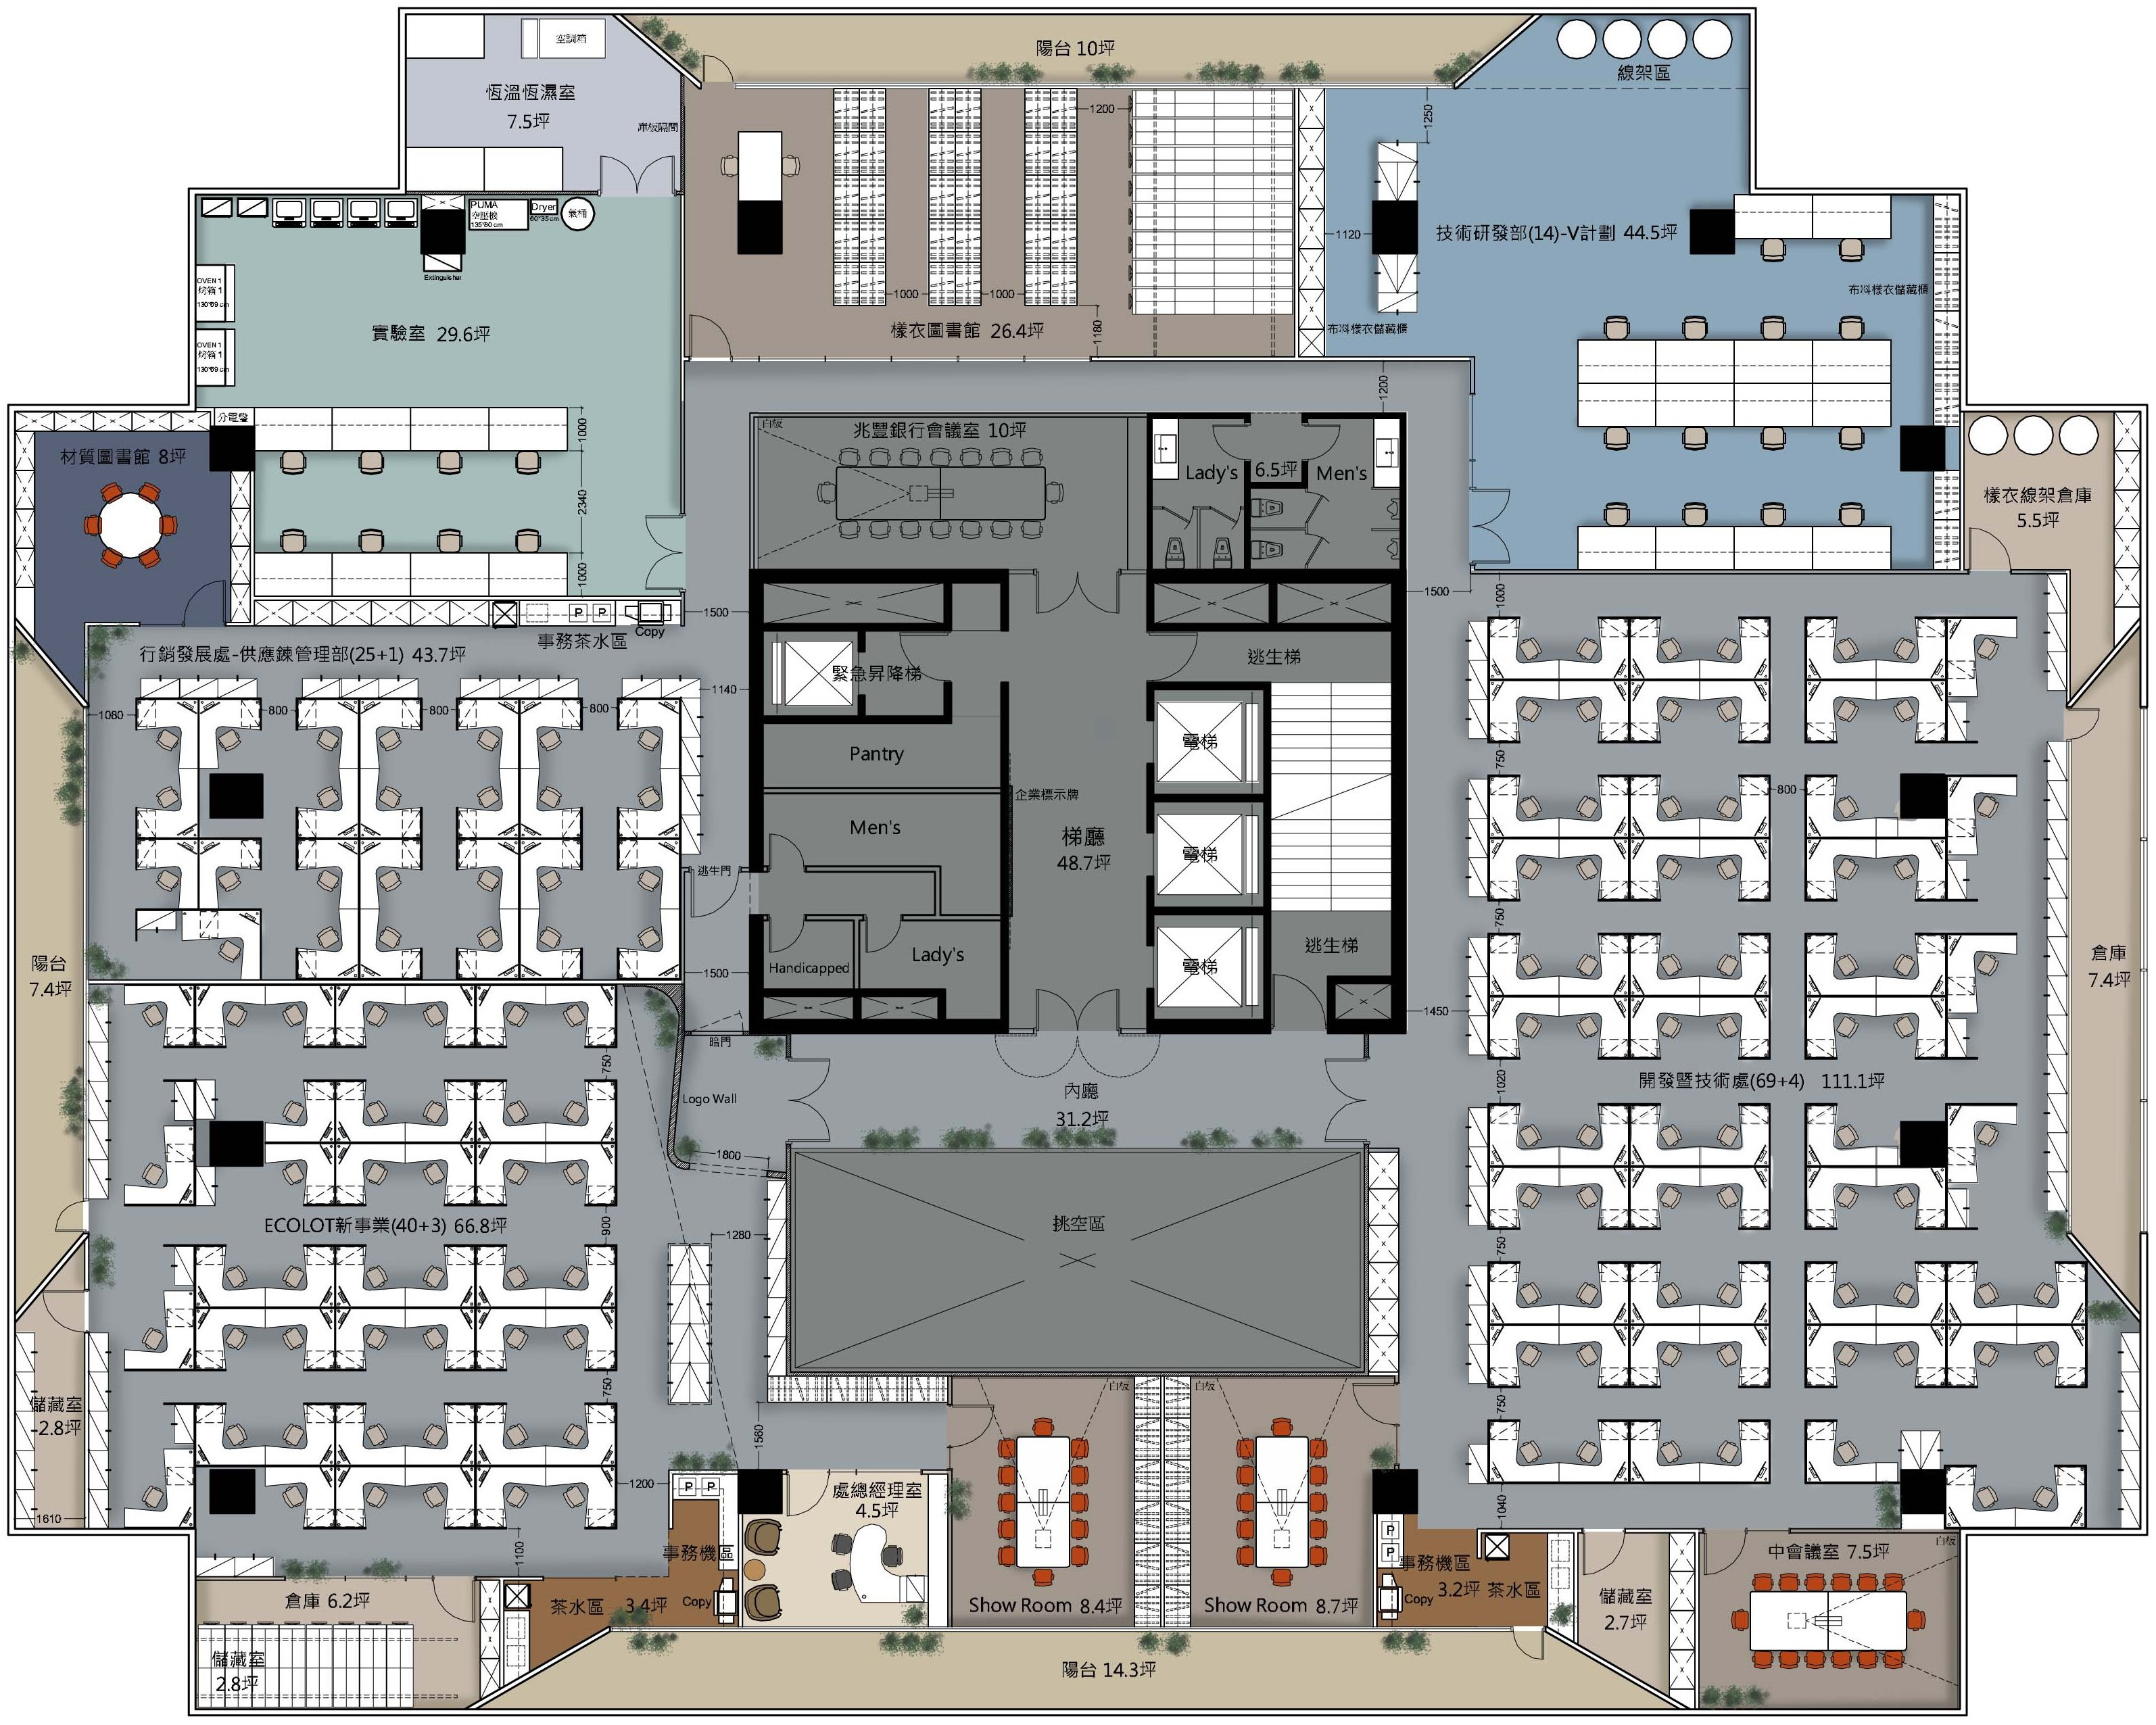 空調箱
陽台 10坪
線架區
恆溫恆濕室
7.5坪
庫板隔間
1200
1250
PUMA
空壓機
135*80 cm
Dryer
60*35 cm
氣桶
Extinguisher
OVEN 1
烤箱 1
130*89 cm
OVEN 1
烤箱 1
130*89 cm
實驗室 29.6坪
1000
1000
1180
樣衣圖書館 26.4坪
1120
技術研發部(14)-V計劃 44.5坪
布料樣衣儲藏櫃
布料樣衣儲藏櫃
1200
分電盤
材質圖書館 8坪
1000
2340
1000
白板
兆豐銀行會議室 10坪
Lady's
6.5坪
Men's
樣衣線架倉庫
5.5坪
P P
Copy
事務茶水區
1500
1500
1000
行銷發展處-供應鍊管理部(25+1) 43.7坪
緊急昇降梯
逃生梯
1080
800
800
800
1140
電梯
750
Pantry
企業標示牌
800
Men's
梯廳
48.7坪
電梯
逃生門
750
Handicapped
Lady's
電梯
逃生梯
陽台
7.4坪
1500
倉庫
7.4坪
1450
暗門
750
內廳
31.2坪
Logo Wall
1020
開發暨技術處(69+4) 111.1坪
1800
ECOLOT新事業(40+3) 66.8坪
900
1280
挑空區
750
750
750
儲藏室
2.8坪
1560
白板
白板
1610
1200
P P
處總經理室
4.5坪
1040
1100
事務機區
P
P
事務機區
3.2坪 茶水區
Copy
中會議室 7.5坪
白板
倉庫 6.2坪
茶水區 3.4坪
Copy
Show Room 8.4坪
Show Room 8.7坪
儲藏室
2.7坪
儲藏室
2.8坪
陽台 14.3坪